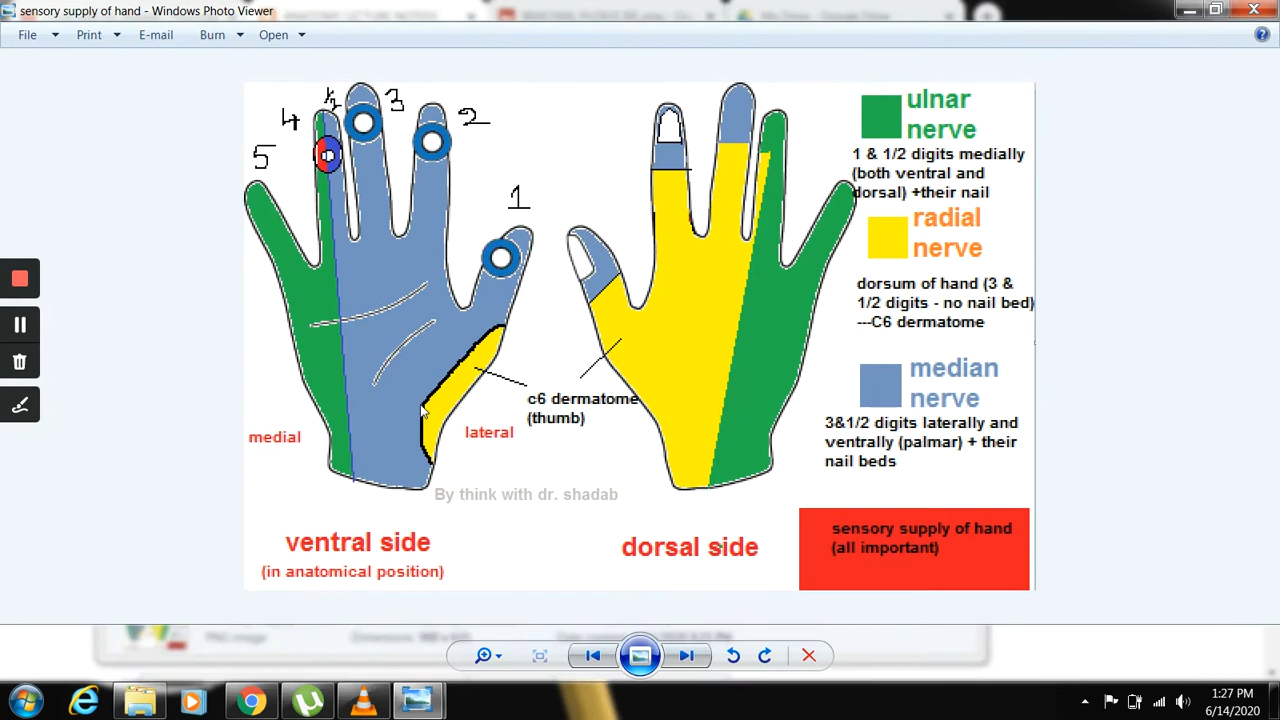 sensory supply of hand - Windows Photo Viewer
File Print E-mail Burn Open
5
4
1/2
3
2
1
medial
lateral
c6 dermatome
(thumb)
By think with dr. shadab
ventral side
(in anatomical position)
dorsal side
ulnar
nerve
1 & 1/2 digits medially
(both ventral and
dorsal) +their nail
radial
nerve
dorsum of hand (3 &
1/2 digits - no nail bed)
---C6 dermatome
median
nerve
3&1/2 digits laterally and
ventrally (palmar) + their
nail beds
sensory supply of hand
(all important)
PNG image
1:27 PM
6/14/2020